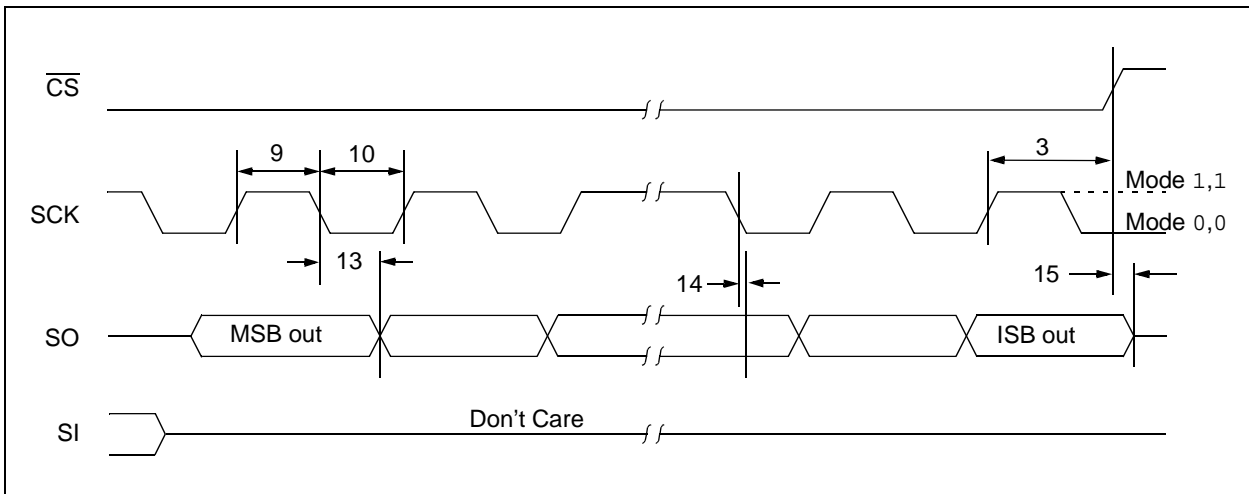 CS
9
10
3
SCK
Mode 1,1
Mode 0,0
13
14
15
SO
MSB out
ISB out
SI
Don't Care